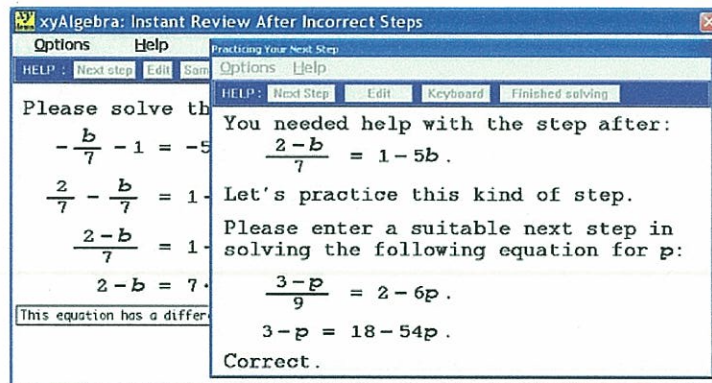 xyAlgebra: Instant Review After Incorrect Steps
Options Help
HELP : Next step Edit Sam
Please solve th
-b/7 - 1 = -5
2/7 - b/7 = 1-
(2-b)/7 = 1-
2-b = 7·
This equation has a differ
Practicing Your Next Step
Options Help
HELP: Next Step Edit Keyboard Finished solving
You needed help with the step after:
(2-b)/7 = 1-5b.
Let's practice this kind of step.
Please enter a suitable next step in
solving the following equation for p:
(3-p)/9 = 2-6p.
3-p = 18-54p.
Correct.